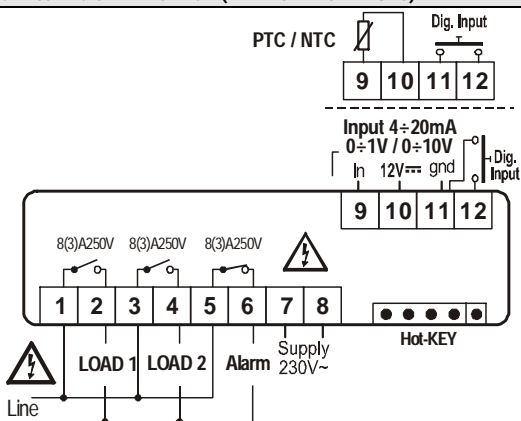 Dig. Input
PTC / NTC
9 10 11 12
Input 4÷20mA
0÷1V / 0÷10V
In 12V gnd
Dig.
Input
9 10 11 12
8(3)A250V 8(3)A250V 8(3)A250V
1 2 3 4 5 6 7 8
Hot-KEY
LOAD 1 LOAD 2 Alarm Supply
230V~
Line